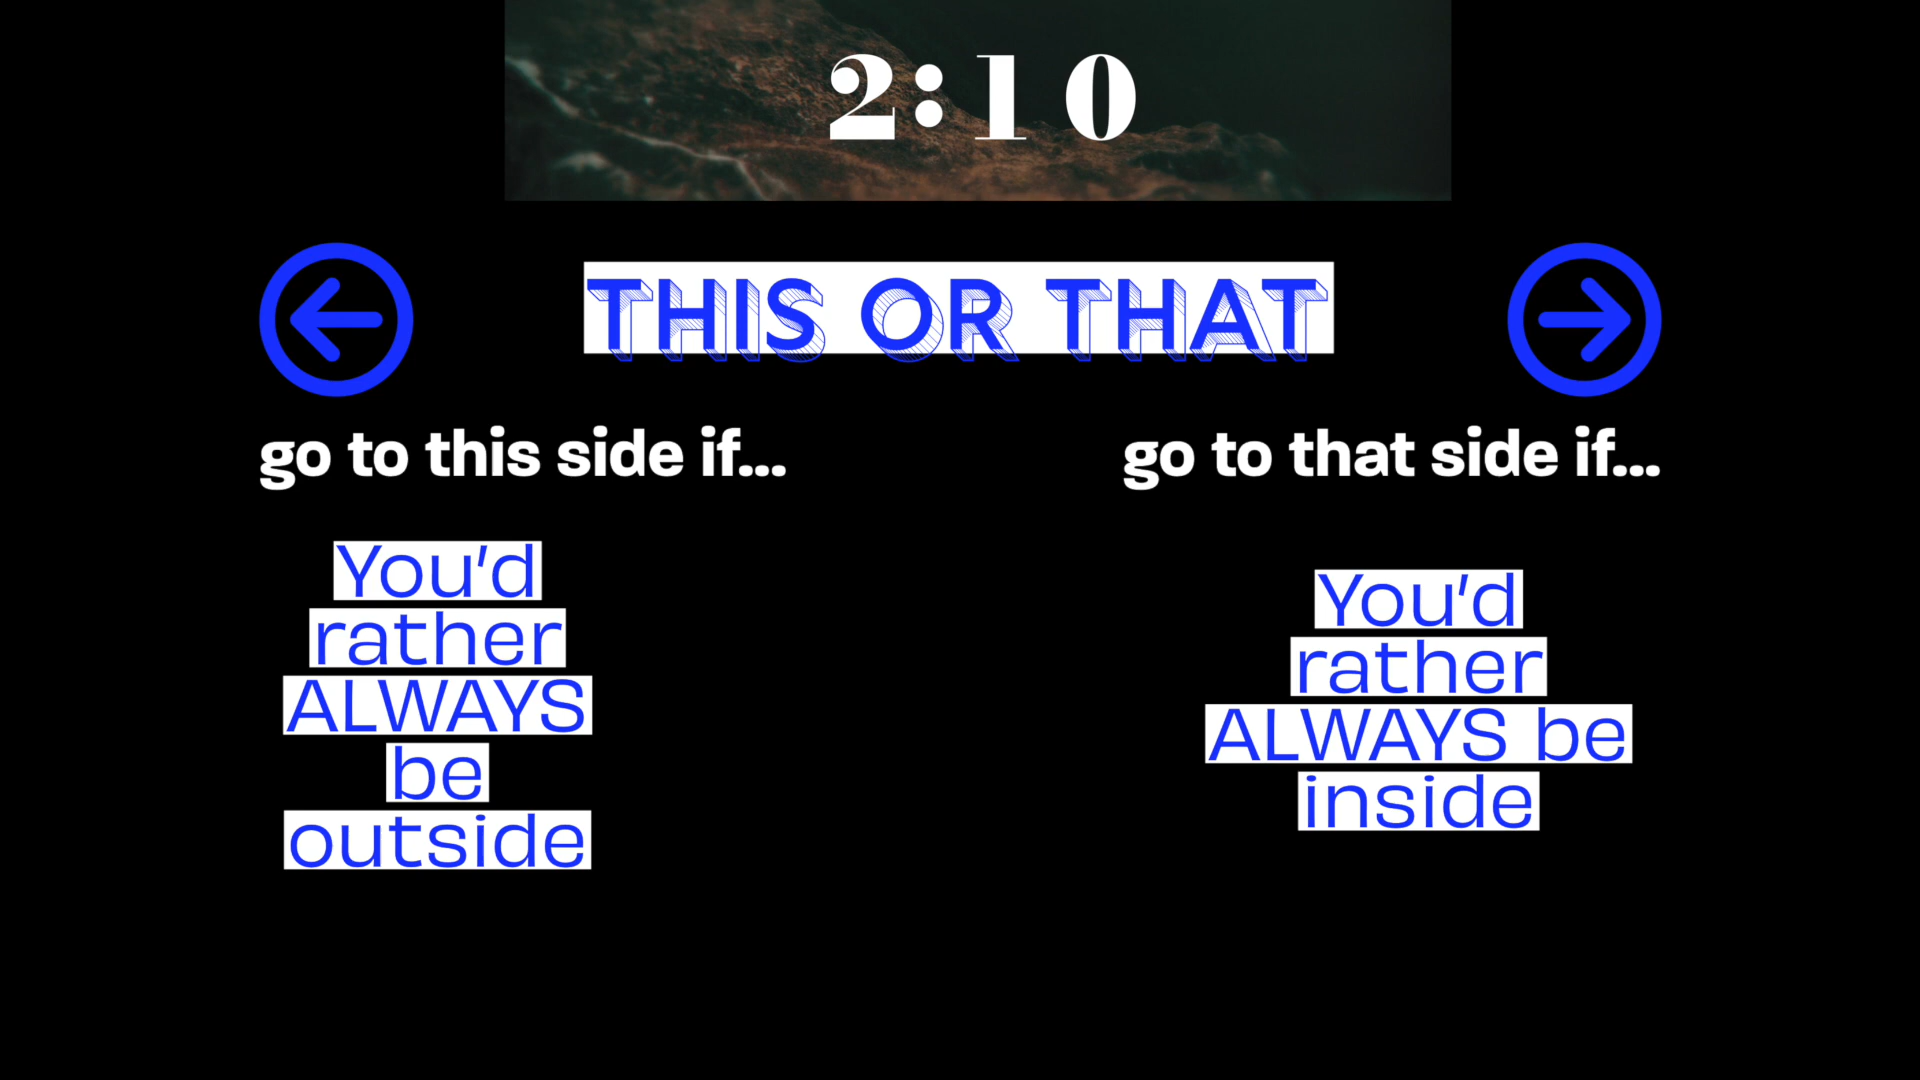 2:10
THIS OR THAT
go to this side if...
go to that side if...
You'd
rather
ALWAYS
be
outside
You'd
rather
ALWAYS be
inside